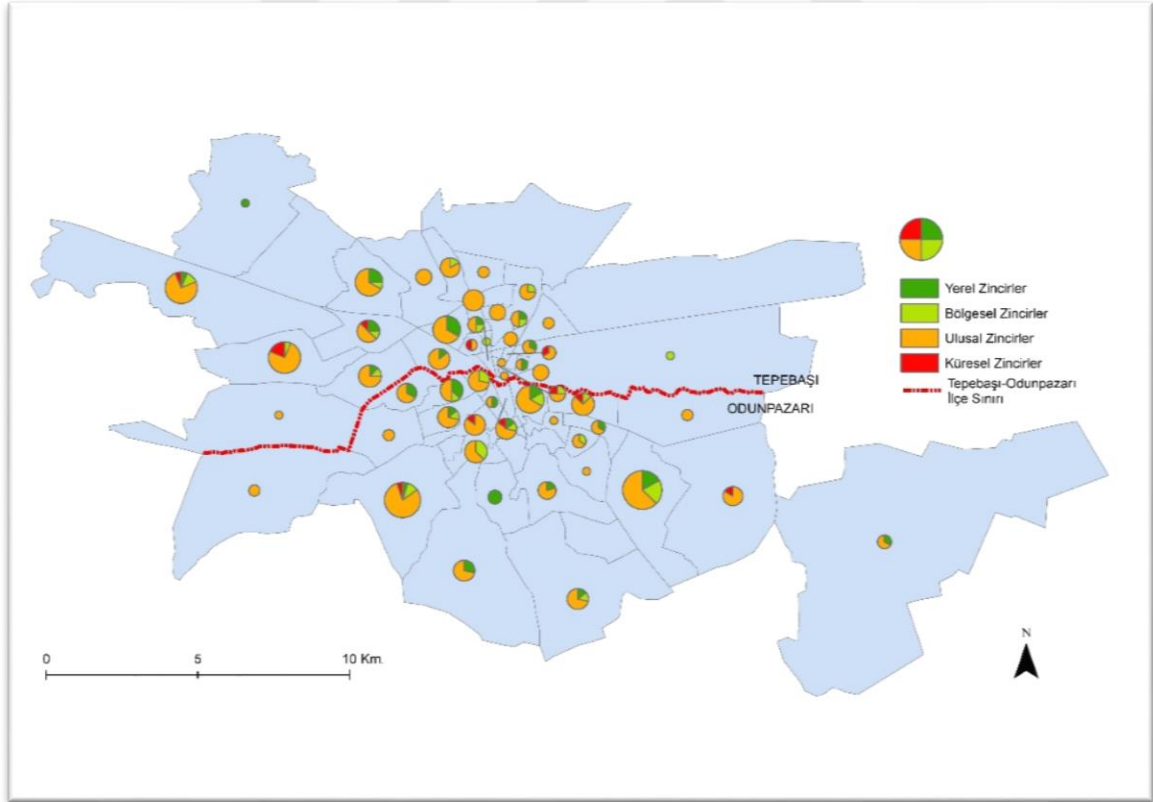 Yerel Zincirler
Bölgesel Zincirler
Ulusal Zincirler
Küresel Zincirler
Tepebaşı-Odunpazarı
İlçe Sınırı
TEPEBAŞI
ODUNPAZARI
N
0 5 10 Km.